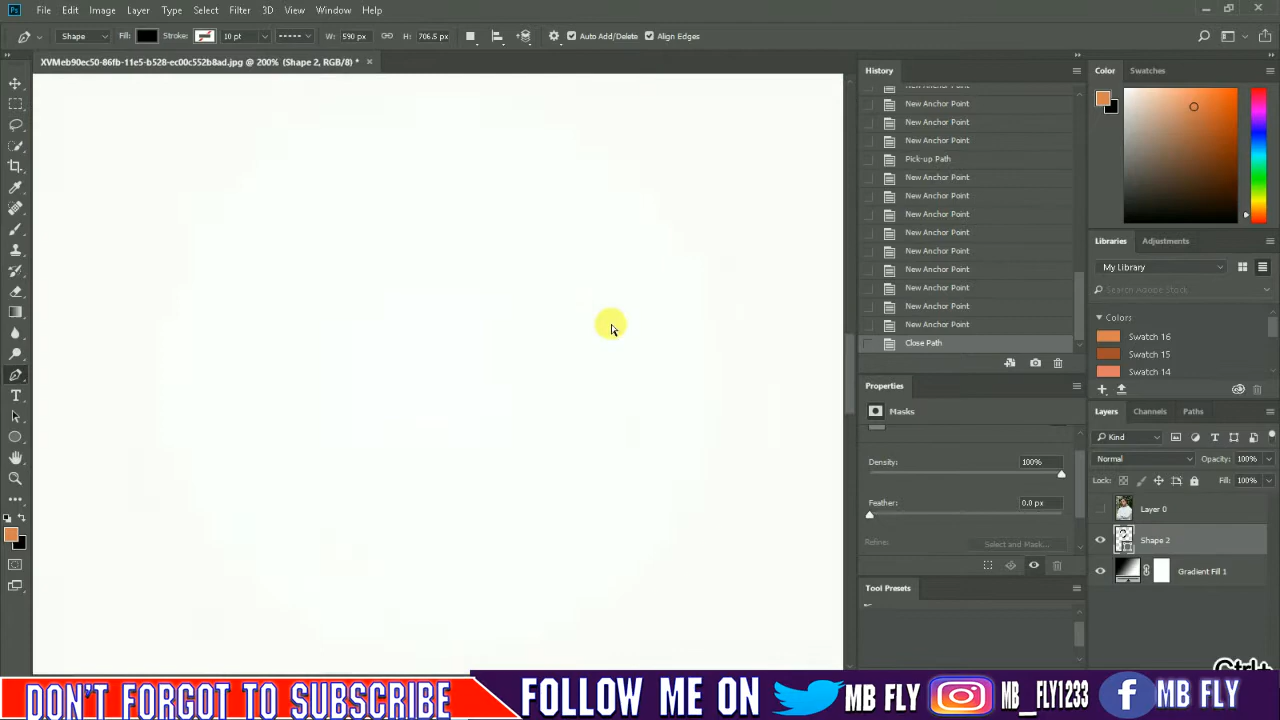 Ps File Edit Image Layer Type Select Filter 3D View Window Help
Shape Fill: Stroke: 10 pt W: 590 px H: 706.5 px Auto Add/Delete Align Edges
XVMeb90ec50-86fb-11e5-b528-ec00c552b8ad.jpg @ 200% (Shape 2, RGB/8) *
History
New Anchor Point
New Anchor Point
New Anchor Point
New Anchor Point
Pick-up Path
New Anchor Point
New Anchor Point
New Anchor Point
New Anchor Point
New Anchor Point
New Anchor Point
New Anchor Point
New Anchor Point
New Anchor Point
Close Path
Properties
Masks
Density: 100%
Feather: 0.0 px
Refine: Select and Mask...
Tool Presets
Color Swatches
Libraries Adjustments
My Library
Search Adobe Stock
Colors
Swatch 16
Swatch 15
Swatch 14
Layers Channels Paths
Kind
Normal Opacity: 100%
Lock: Fill: 100%
Layer 0
Shape 2
Gradient Fill 1
DON'T FORGOT TO SUBSCRIBE
FOLLOW ME ON MB FLY MB_FLY1233 MB FLY